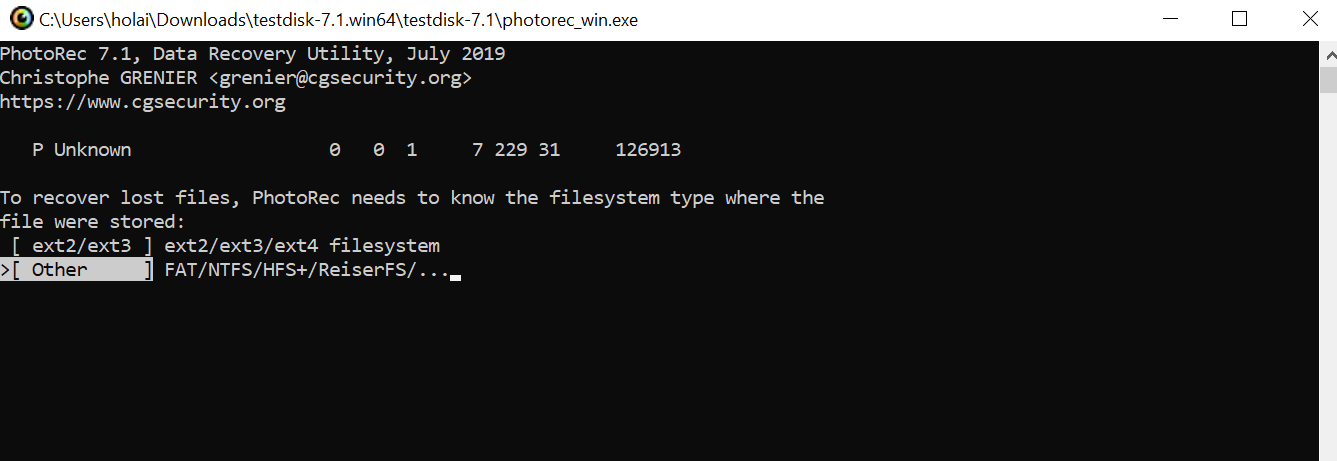 C:\Users\holai\Downloads\testdisk-7.1.win64\testdisk-7.1\photorec_win.exe
PhotoRec 7.1, Data Recovery Utility, July 2019
Christophe GRENIER <grenier@cgsecurity.org>
https://www.cgsecurity.org
P Unknown 0 0 1 7 229 31 126913
To recover lost files, PhotoRec needs to know the filesystem type where the
file were stored:
[ ext2/ext3 ] ext2/ext3/ext4 filesystem
>[ Other ] FAT/NTFS/HFS+/ReiserFS/...